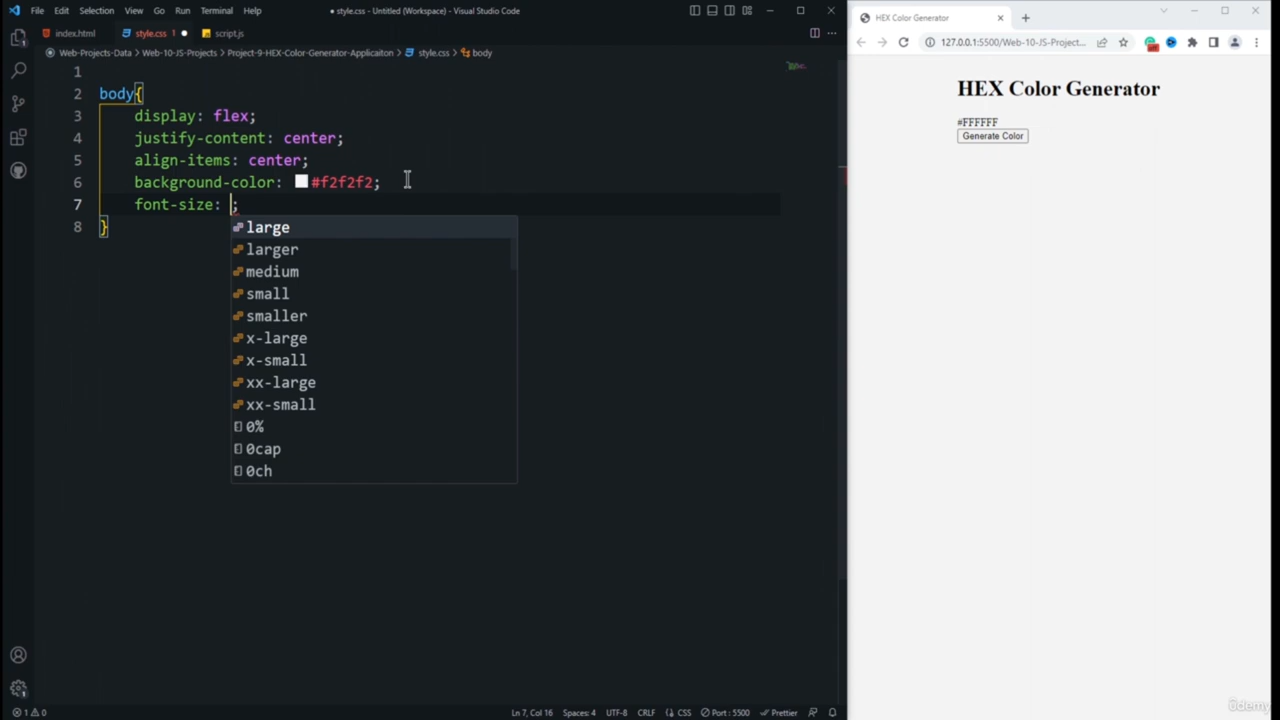 File Edit Selection View Go Run Terminal Help ● style.css - Untitled (Workspace) - Visual Studio Code
index.html style.css 1 ● script.js
Web-Projects-Data > Web-10-JS-Projects > Project-9-HEX-Color-Generator-Applicaiton > style.css > body
1
2 body{
3 display: flex;
4 justify-content: center;
5 align-items: center;
6 background-color: #f2f2f2;
7 font-size: ;
8 }
large
larger
medium
small
smaller
x-large
x-small
xx-large
xx-small
0%
0cap
0ch
1 0 Ln 7, Col 16 Spaces: 4 UTF-8 CRLF CSS Port : 5500 Prettier
HEX Color Generator
127.0.0.1:5500/Web-10-JS-Project...
HEX Color Generator
#FFFFFF
Generate Color
ûdemy